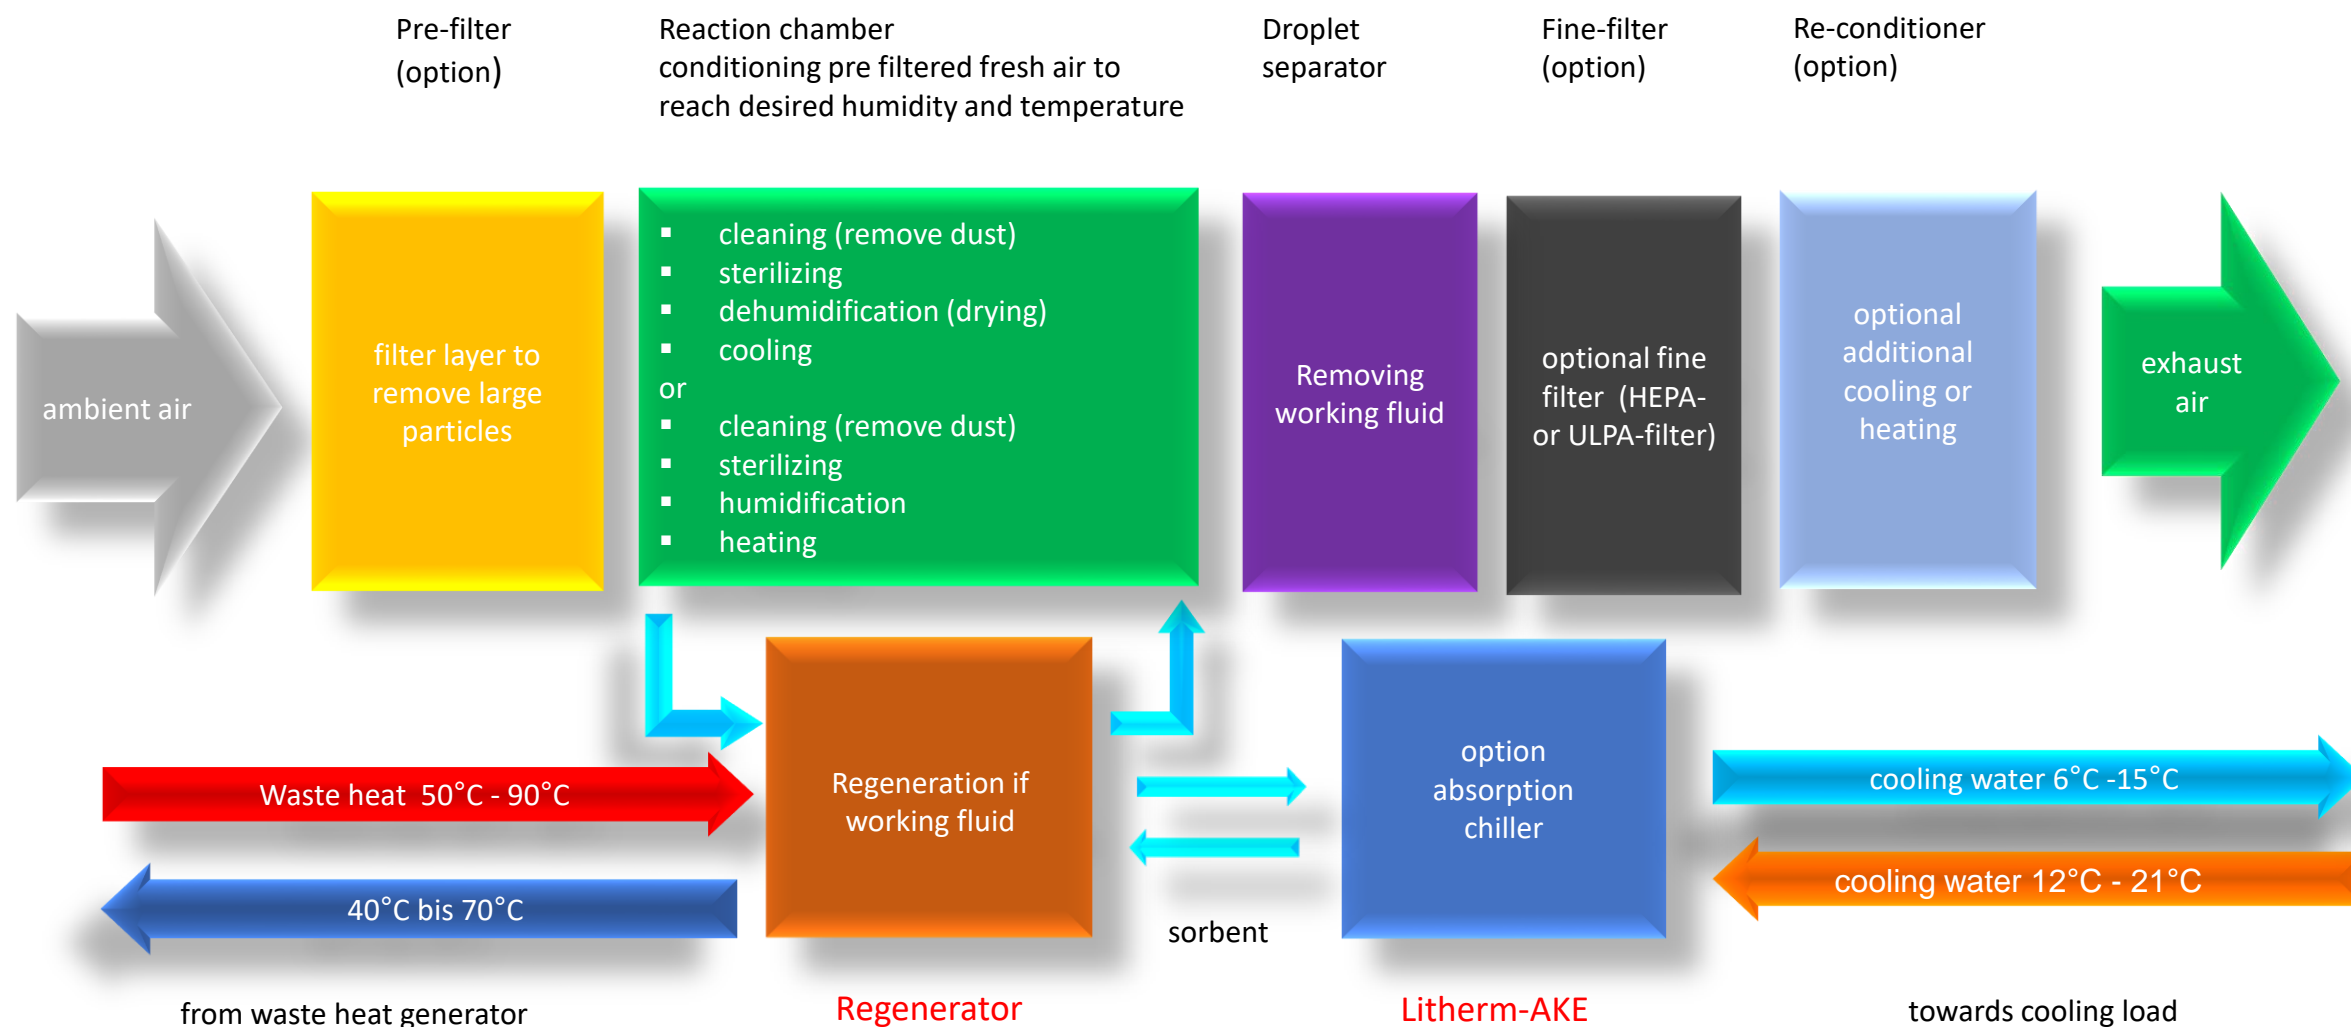 Pre-filter
(option)
Reaction chamber
conditioning pre filtered fresh air to
reach desired humidity and temperature
Droplet
separator
Fine-filter
(option)
Re-conditioner
(option)
ambient air
filter layer to
remove large
particles
▪ cleaning (remove dust)
▪ sterilizing
▪ dehumidification (drying)
▪ cooling
or
▪ cleaning (remove dust)
▪ sterilizing
▪ humidification
▪ heating
Removing
working fluid
optional fine
filter (HEPA-
or ULPA-filter)
optional
additional
cooling or
heating
exhaust
air
Waste heat 50°C - 90°C
40°C bis 70°C
from waste heat generator
Regeneration if
working fluid
Regenerator
sorbent
option
absorption
chiller
Litherm-AKE
cooling water 6°C -15°C
cooling water 12°C - 21°C
towards cooling load